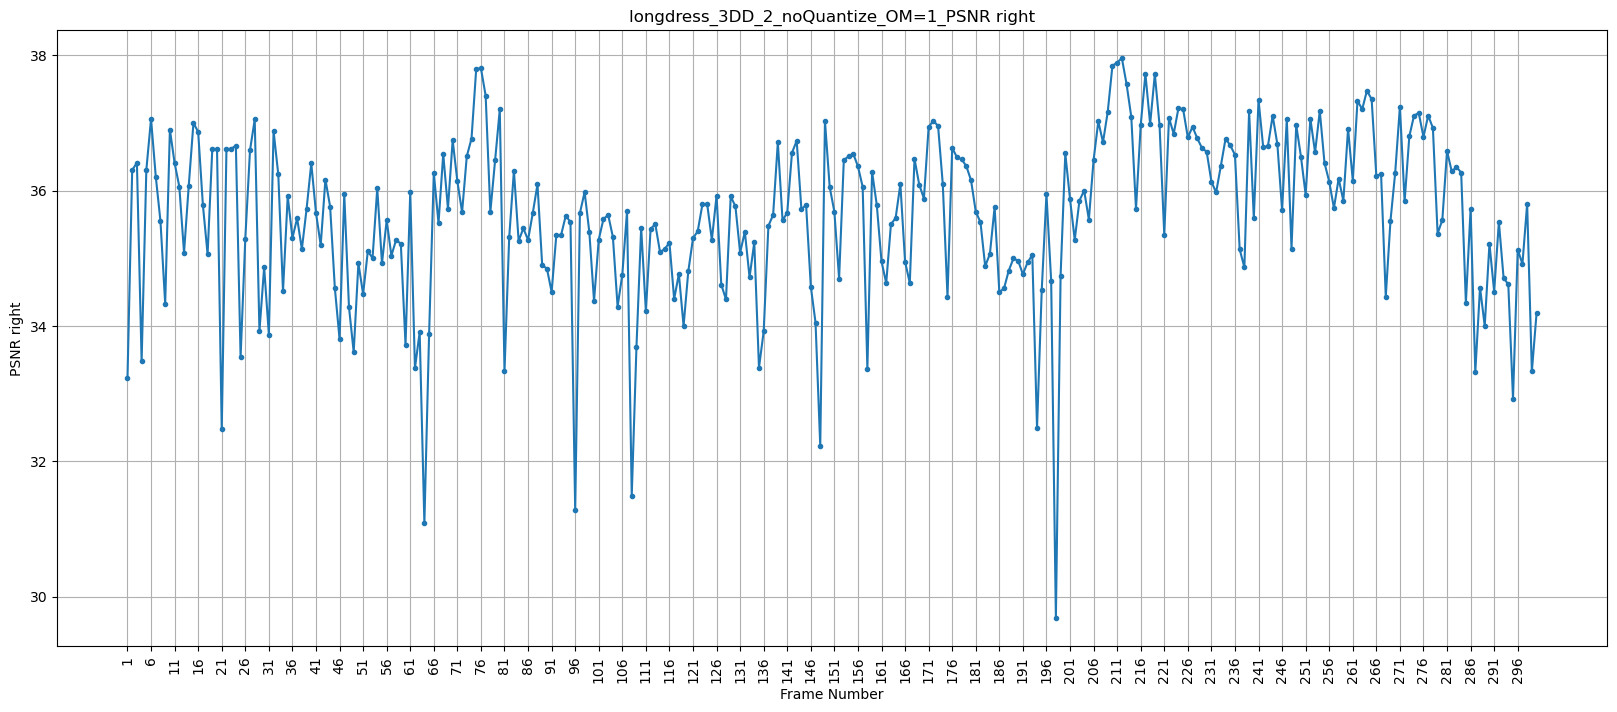 longdress_3DD_2_noQuantize_OM=1_PSNR right
38
36
34
32
30
PSNR right
1 6 11 16 21 26 31 36 41 46 51 56 61 66 71 76 81 86 91 96 101 106 111 116 121 126 131 136 141 146 151 156 161 166 171 176 181 186 191 196 201 206 211 216 221 226 231 236 241 246 251 256 261 266 271 276 281 286 291 296
Frame Number